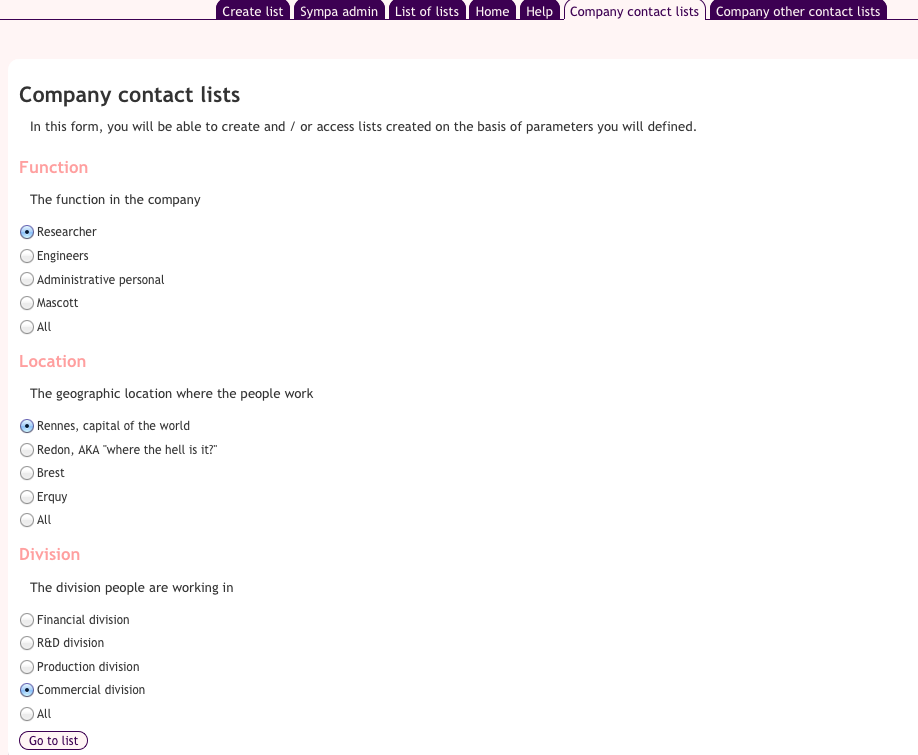 Create list Sympa admin List of lists Home Help Company contact lists Company other contact lists
Company contact lists
In this form, you will be able to create and / or access lists created on the basis of parameters you will defined.
Function
The function in the company
Researcher
Engineers
Administrative personal
Mascott
All
Location
The geographic location where the people work
Rennes, capital of the world
Redon, AKA "where the hell is it?"
Brest
Erquy
All
Division
The division people are working in
Financial division
R&D division
Production division
Commercial division
All
Go to list